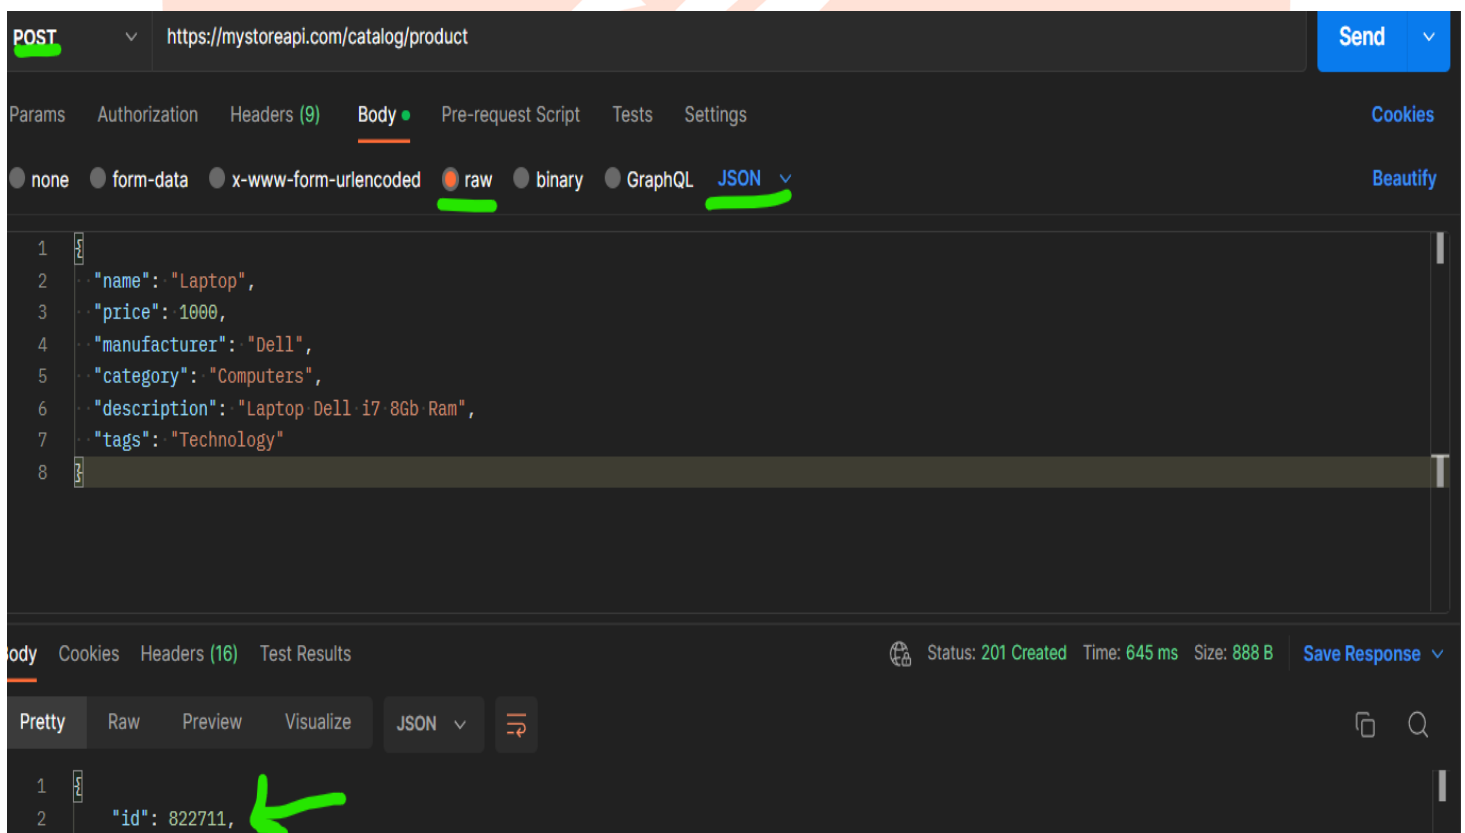 POST https://mystoreapi.com/catalog/product Send
Params Authorization Headers (9) Body Pre-request Script Tests Settings Cookies
none form-data x-www-form-urlencoded raw binary GraphQL JSON Beautify
1 {
2 "name": "Laptop",
3 "price": 1000,
4 "manufacturer": "Dell",
5 "category": "Computers",
6 "description": "Laptop Dell i7 8Gb Ram",
7 "tags": "Technology"
8 }
ody Cookies Headers (16) Test Results Status: 201 Created Time: 645 ms Size: 888 B Save Response
Pretty Raw Preview Visualize JSON
1 {
2 "id": 822711,